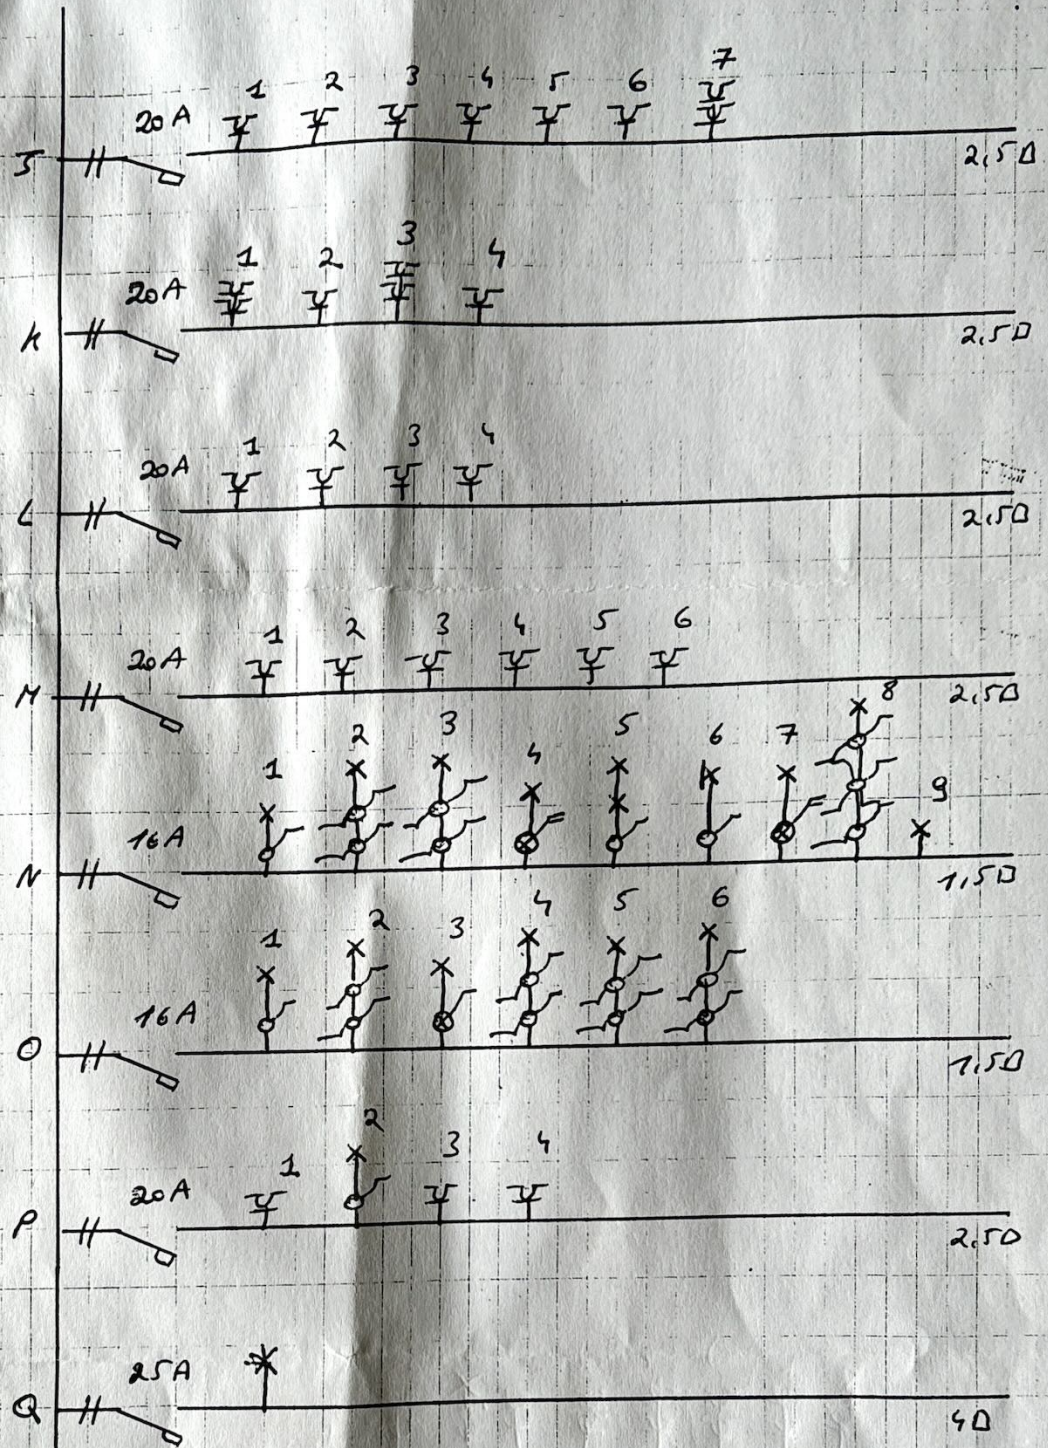 1 2 3 4 5 6 7
20A
J 2,5□
1 2 3 4
20A
K 2,5□
1 2 3 4
20A
L 2,5□
1 2 3 4 5 6
20A
M 2,5□
1 2 3 4 5 6 7 8 9
16A
N 1,5□
1 2 3 4 5 6
16A
O 1,5□
1 2 3 4
20A
P 2,5□
25A
Q 4□